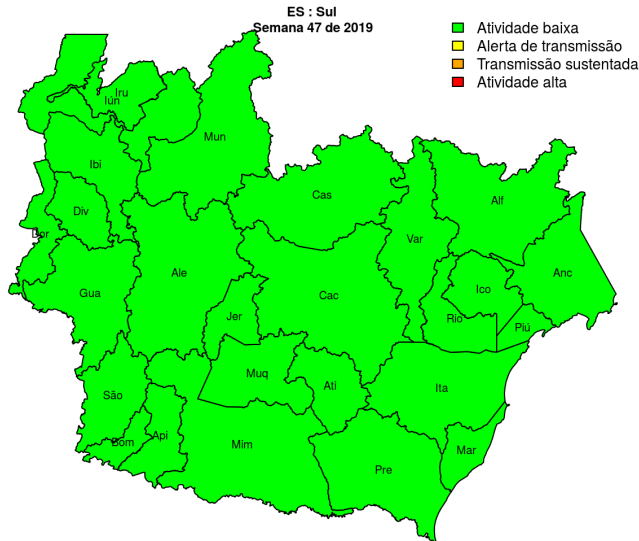 ES : Sul
Semana 47 de 2019
Atividade baixa
Alerta de transmissão
Transmissão sustentada
Atividade alta
Iru
Iún
Mun
Ibi
Cas
Alf
Div
Dor
Var
Ale
Anc
Gua
Cac
Ico
Jer
Rio
Piú
Muq
Ati
Ita
São
Bom
Api
Mim
Mar
Pre